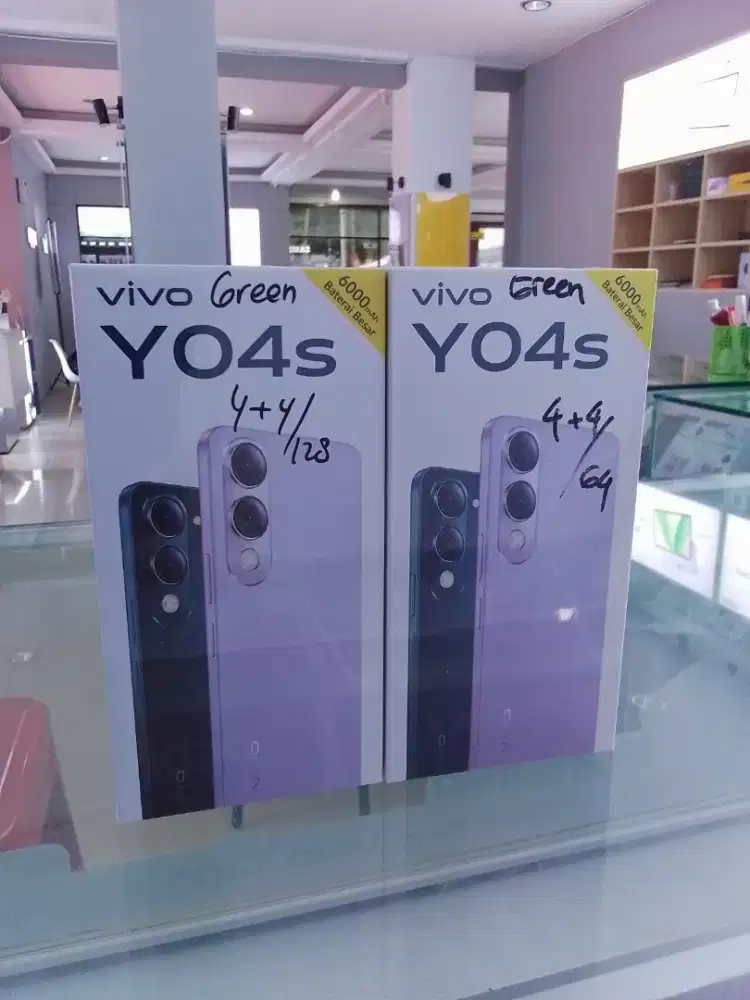 vivo Green
6000mAh
Baterai Besar
Y04s
4+4/
128
vivo Green
6000mAh
Baterai Besar
Y04s
4+4/
64